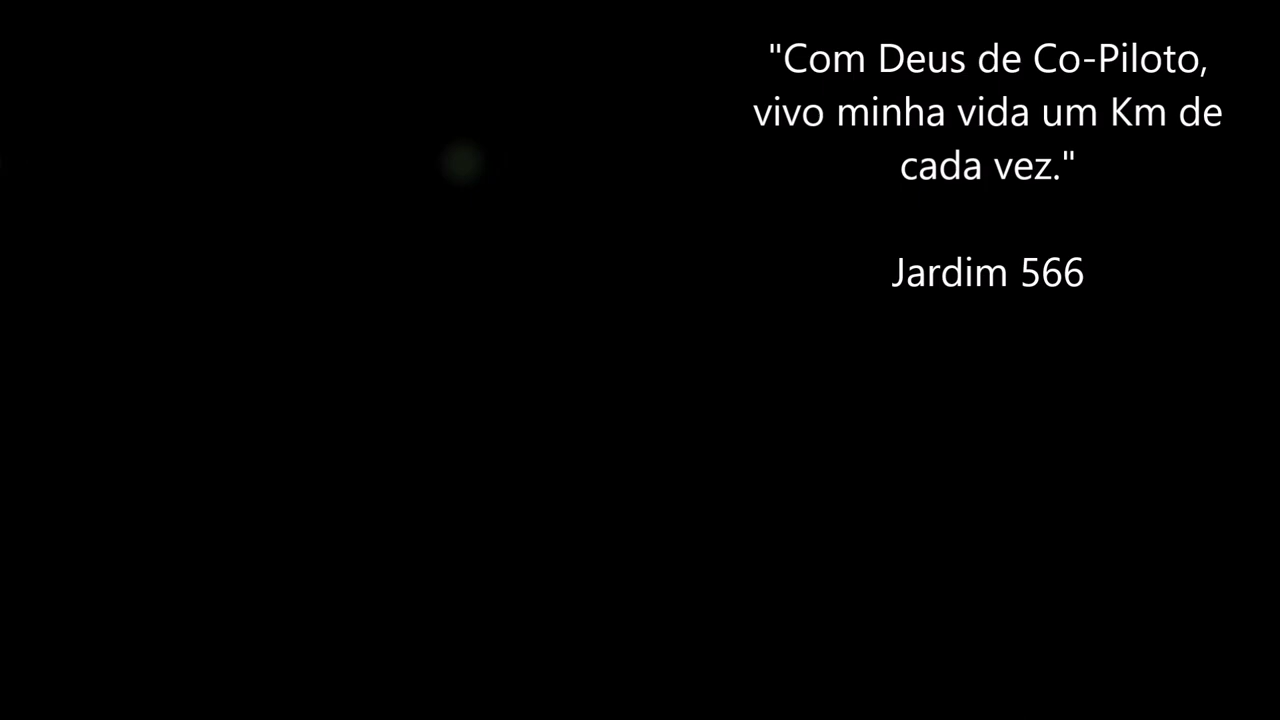 "Com Deus de Co-Piloto,
vivo minha vida um Km de
cada vez."
Jardim 566